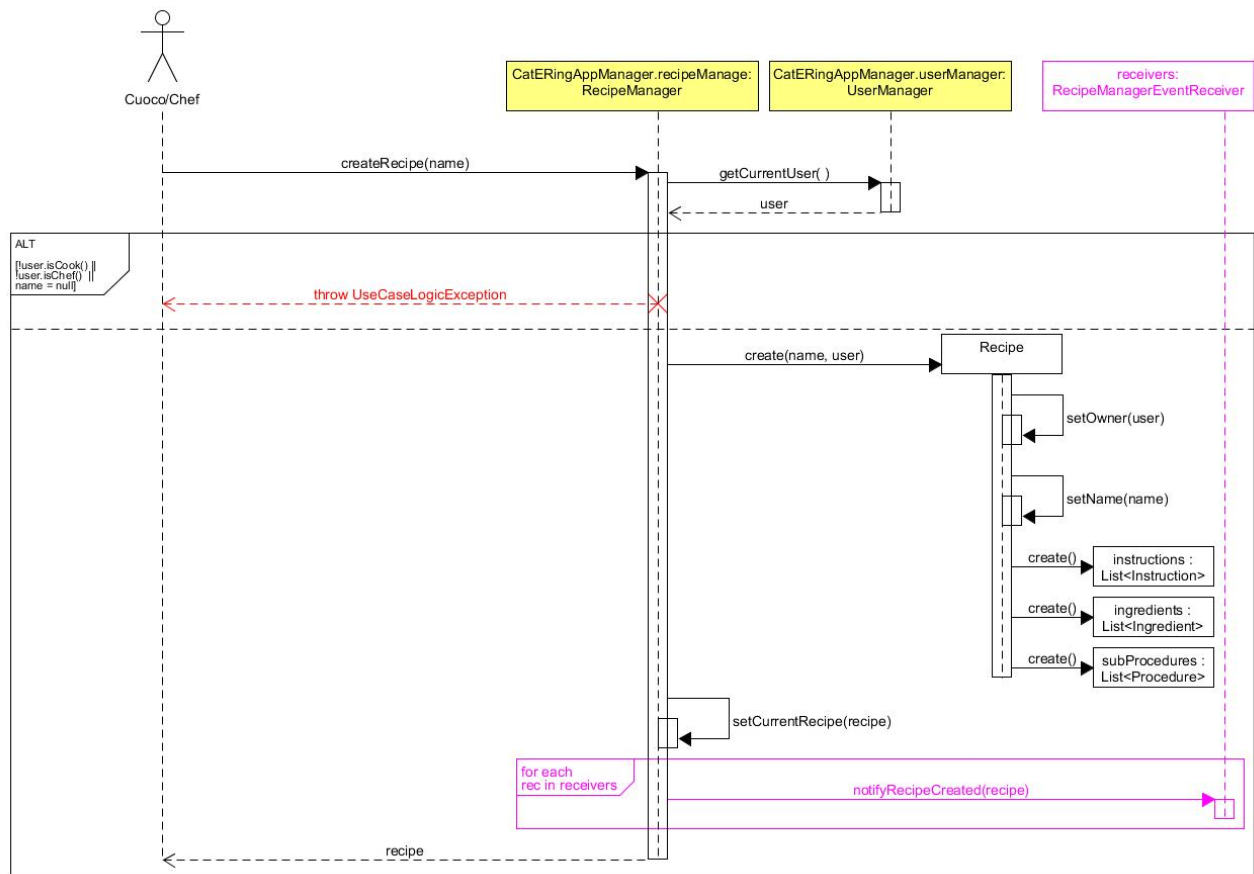 Cuoco/Chef
CatERingAppManager.recipeManage:
RecipeManager
CatERingAppManager.userManager:
UserManager
receivers:
RecipeManagerEventReceiver
createRecipe(name)
getCurrentUser( )
user
ALT
[!user.isCook() ||
!user.isChef() ||
name = null]
throw UseCaseLogicException
create(name, user)
Recipe
setOwner(user)
setName(name)
create()
instructions :
List<Instruction>
create()
ingredients :
List<Ingredient>
create()
subProcedures :
List<Procedure>
setCurrentRecipe(recipe)
for each
rec in receivers
notifyRecipeCreated(recipe)
recipe